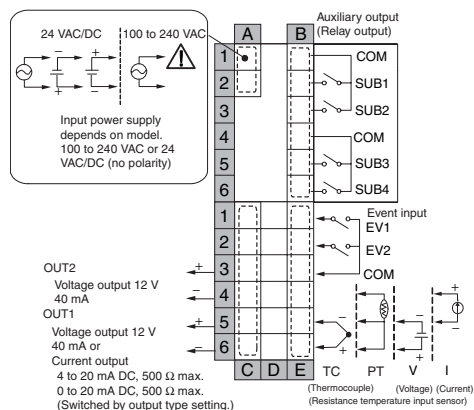 24 VAC/DC
100 to 240 VAC
− + + −
Input power supply
depends on model.
100 to 240 VAC or 24
VAC/DC (no polarity)
A B
1
2
3
4
5
6
1
2
3
4
5
6
C D E
Auxiliary output
(Relay output)
COM
SUB1
SUB2
COM
SUB3
SUB4
Event input
EV1
EV2
COM
OUT2
+
Voltage output 12 V
−
40 mA
OUT1
+
Voltage output 12 V
40 mA or
−
Current output
4 to 20 mA DC, 500 Ω max.
0 to 20 mA DC, 500 Ω max.
(Switched by output type setting.)
− + − + + −
TC PT V I
(Thermocouple) (Voltage) (Current)
(Resistance temperature input sensor)